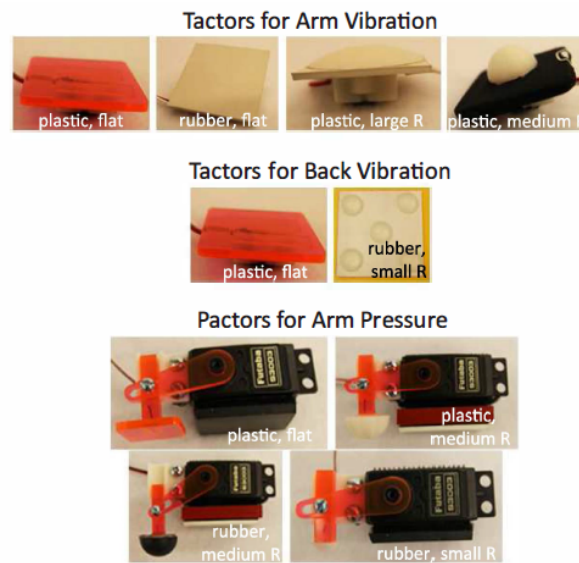 Tactors for Arm Vibration
plastic, flat
rubber, flat
plastic, large R
plastic, medium R
Tactors for Back Vibration
plastic, flat
rubber,
small R
Pactors for Arm Pressure
Futaba
S3003
plastic, flat
Futaba
S3003
plastic,
medium R
Futaba
S3003
rubber,
medium R
Futaba
S3003
rubber, small R